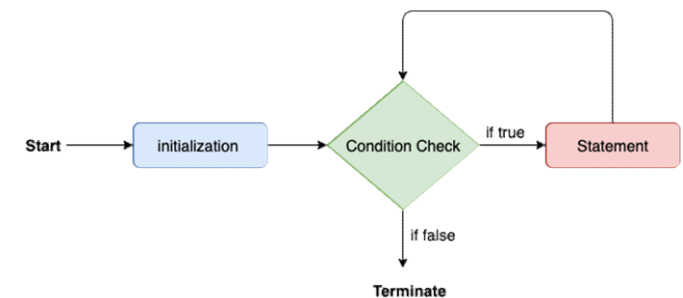 Start
initialization
Condition Check
if true
Statement
if false
Terminate